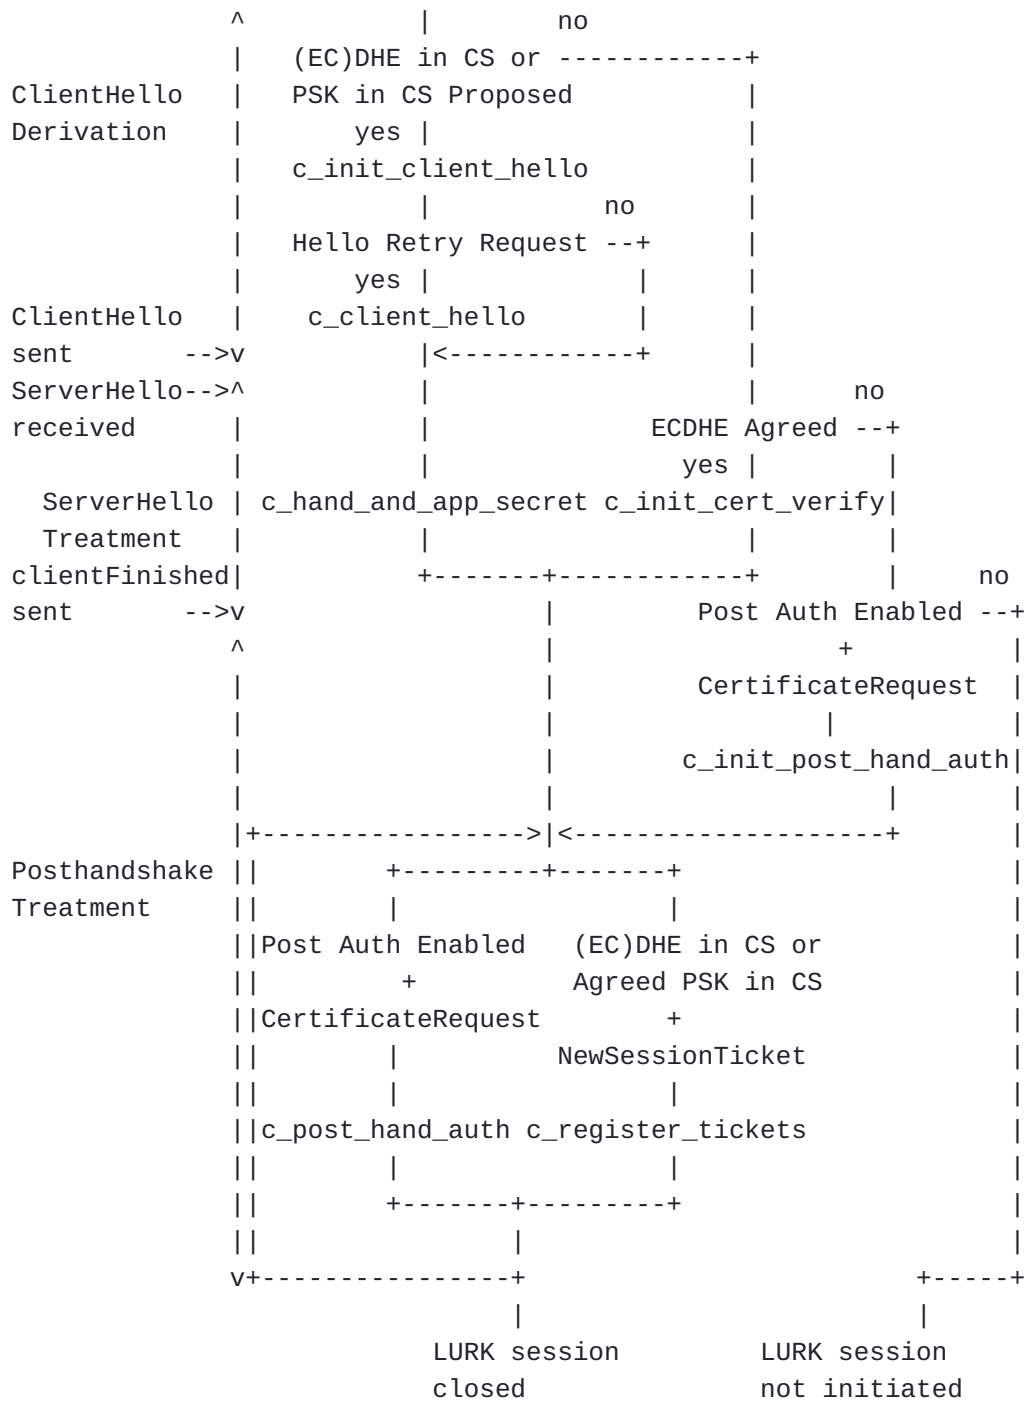 ^           |        no
              |   (EC)DHE in CS or ------------+
ClientHello   |   PSK in CS Proposed           |
Derivation    |       yes |                    |
              |   c_init_client_hello          |
              |           |           no       |
              |   Hello Retry Request --+      |
              |       yes |             |      |
ClientHello   |    c_client_hello       |      |
sent       -->v           |<------------+      |
ServerHello-->^           |                    |      no
received      |           |              ECDHE Agreed --+
              |           |                yes |        |
  ServerHello | c_hand_and_app_secret c_init_cert_verify|
  Treatment   |           |                    |        |
clientFinished|           +-------+------------+        |     no
sent       -->v                   |         Post Auth Enabled --+
              ^                   |                  +          |
              |                   |         CertificateRequest  |
              |                   |                 |           |
              |                   |        c_init_post_hand_auth|
              |                   |                     |       |
              |+----------------->|<--------------------+       |
Posthandshake ||        +---------+-------+                     |
Treatment     ||        |                 |                     |
              ||Post Auth Enabled   (EC)DHE in CS or            |
              ||         +          Agreed PSK in CS            |
              ||CertificateRequest        +                     |
              ||        |          NewSessionTicket             |
              ||        |                 |                     |
              ||c_post_hand_auth c_register_tickets             |
              ||        |                 |                     |
              ||        +-------+---------+                     |
              ||                |                               |
              v+----------------+                         +-----+
                                |                         |
                           LURK session         LURK session
                           closed               not initiated